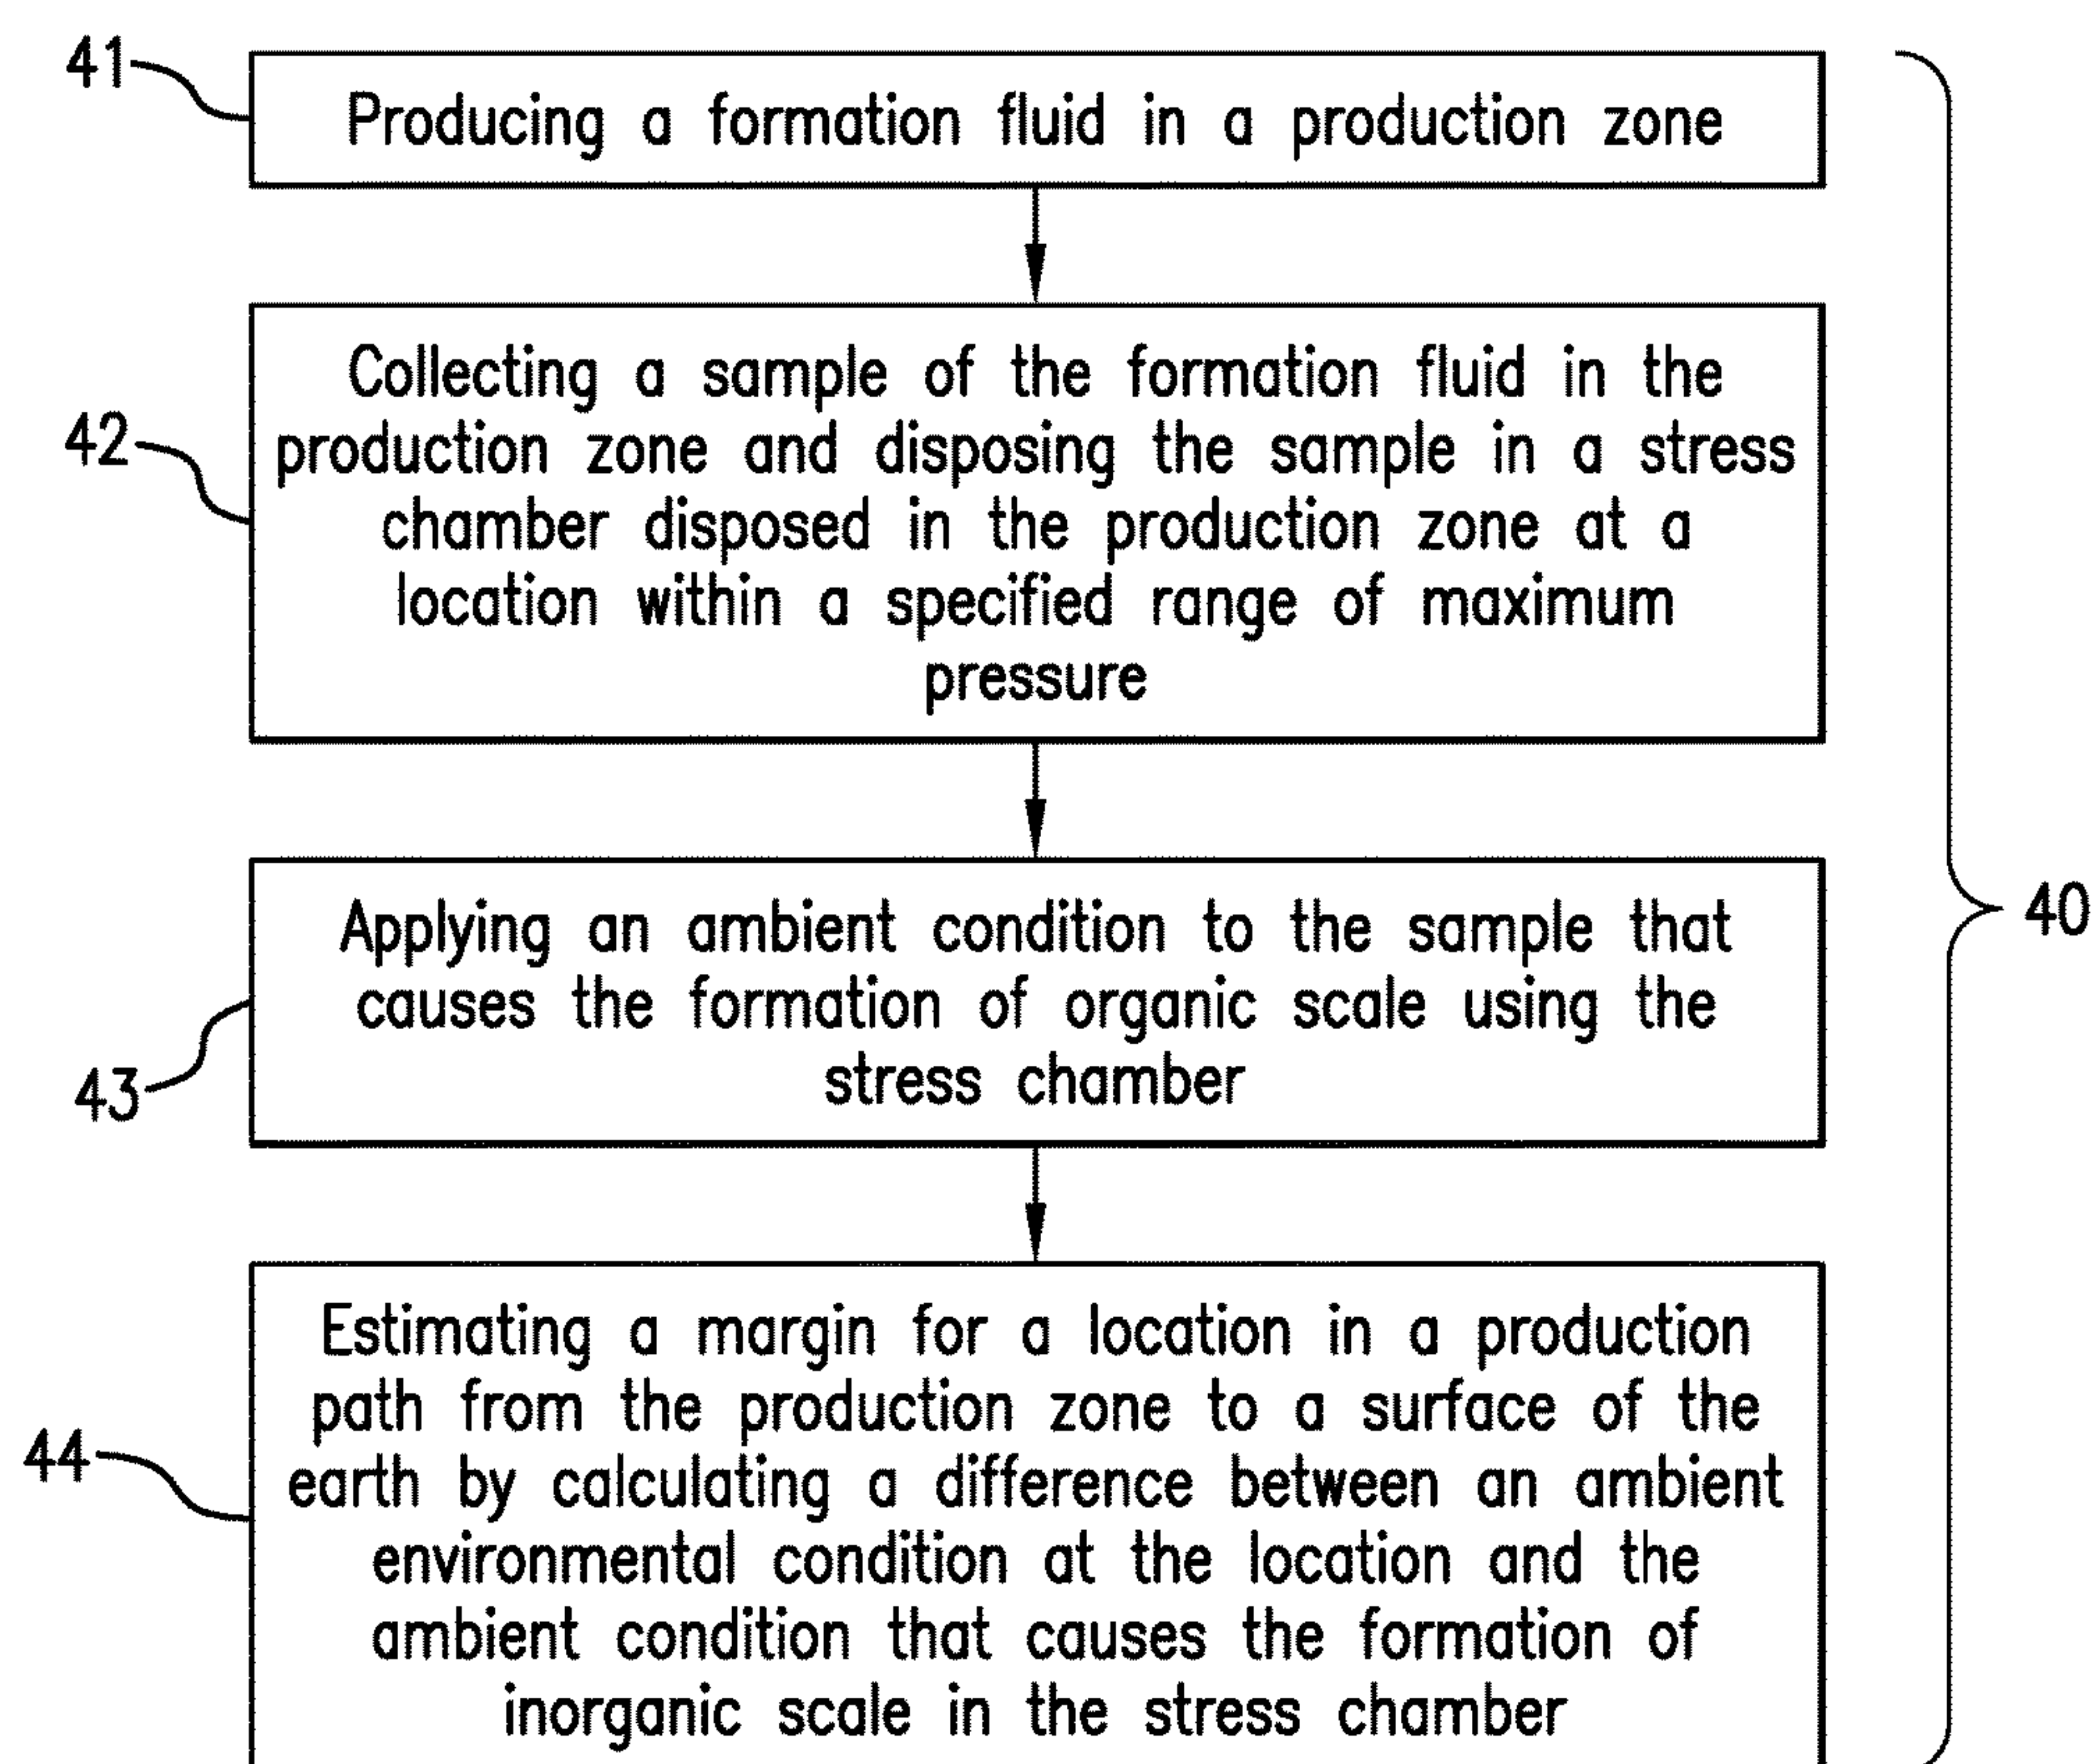 41
Producing a formation fluid in a production zone
42
Collecting a sample of the formation fluid in the
production zone and disposing the sample in a stress
chamber disposed in the production zone at a
location within a specified range of maximum
pressure
43
Applying an ambient condition to the sample that
causes the formation of organic scale using the
stress chamber
40
44
Estimating a margin for a location in a production
path from the production zone to a surface of the
earth by calculating a difference between an ambient
environmental condition at the location and the
ambient condition that causes the formation of
inorganic scale in the stress chamber